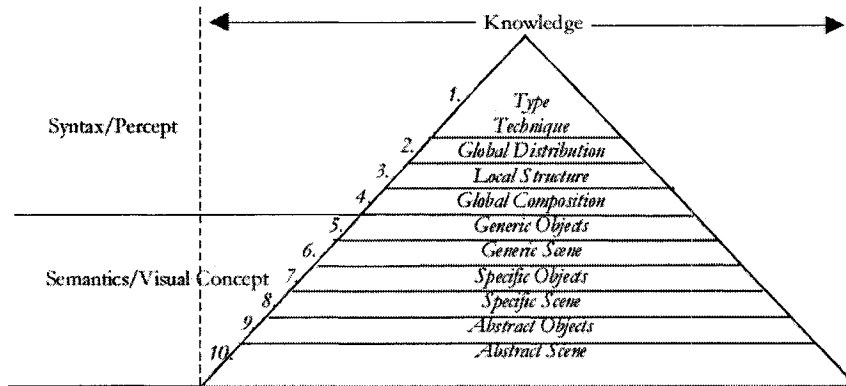 Knowledge
1.
Type
Syntax/Percept
Technique
2.
Global Distribution
3.
Local Structure
4.
Global Composition
5.
Generic Objects
6.
Generic Scene
Semantics/Visual Concept
7.
Specific Objects
8.
Specific Scene
9.
Abstract Objects
10.
Abstract Scene